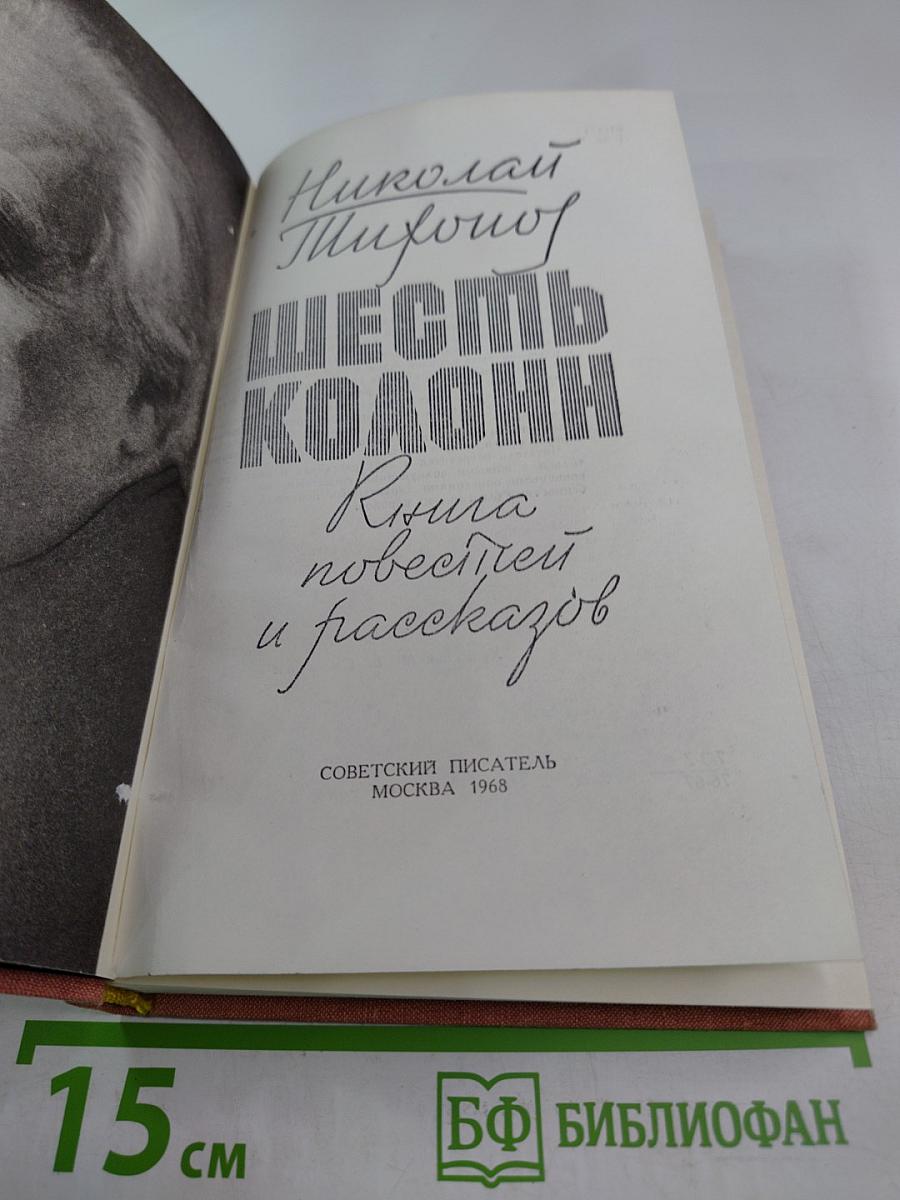 Николай
Тихонов
ШЕСТЬ
КОЛОНН
Книга
повестей
и рассказов
СОВЕТСКИЙ ПИСАТЕЛЬ
МОСКВА 1968
15 см
БФ БИБЛИОФАН